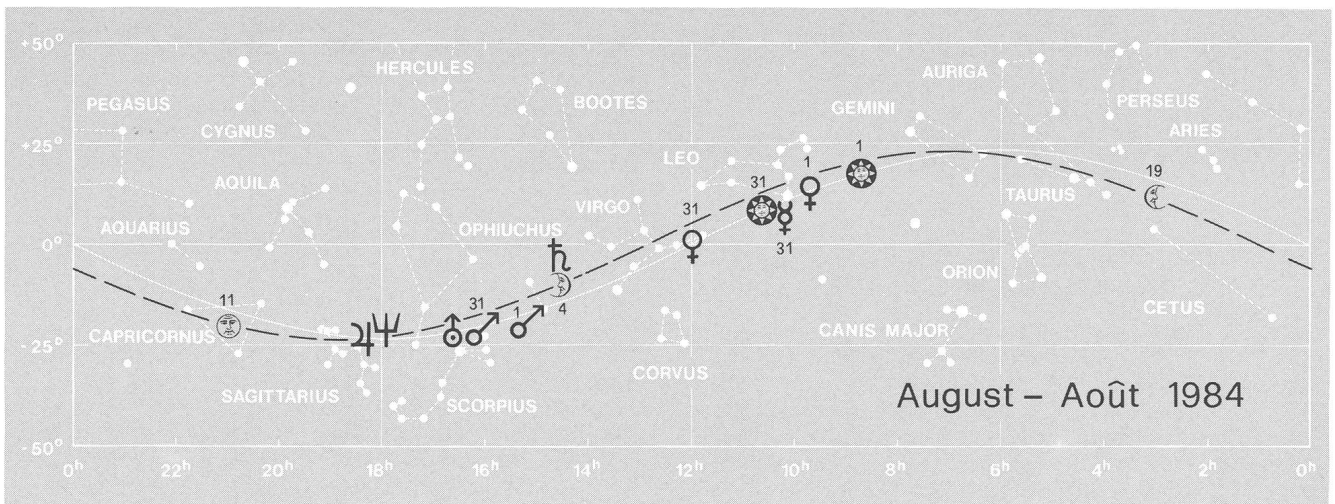 +50°
HERCULES
AURIGA
PEGASUS
BOOTES
GEMINI
PERSEUS
CYGNUS
ARIES
+25°
1
1
LEO
19
AQUILA
31
TAURUS
VIRGO
31
AQUARIUS
OPHIUCHUS
0°
31
ORION
11
31
1
4
CETUS
CAPRICORNUS
CANIS MAJOR
-25°
CORVUS
SAGITTARIUS
SCORPIUS
August – Août 1984
-50°
0h 22h 20h 18h 16h 14h 12h 10h 8h 6h 4h 2h 0h